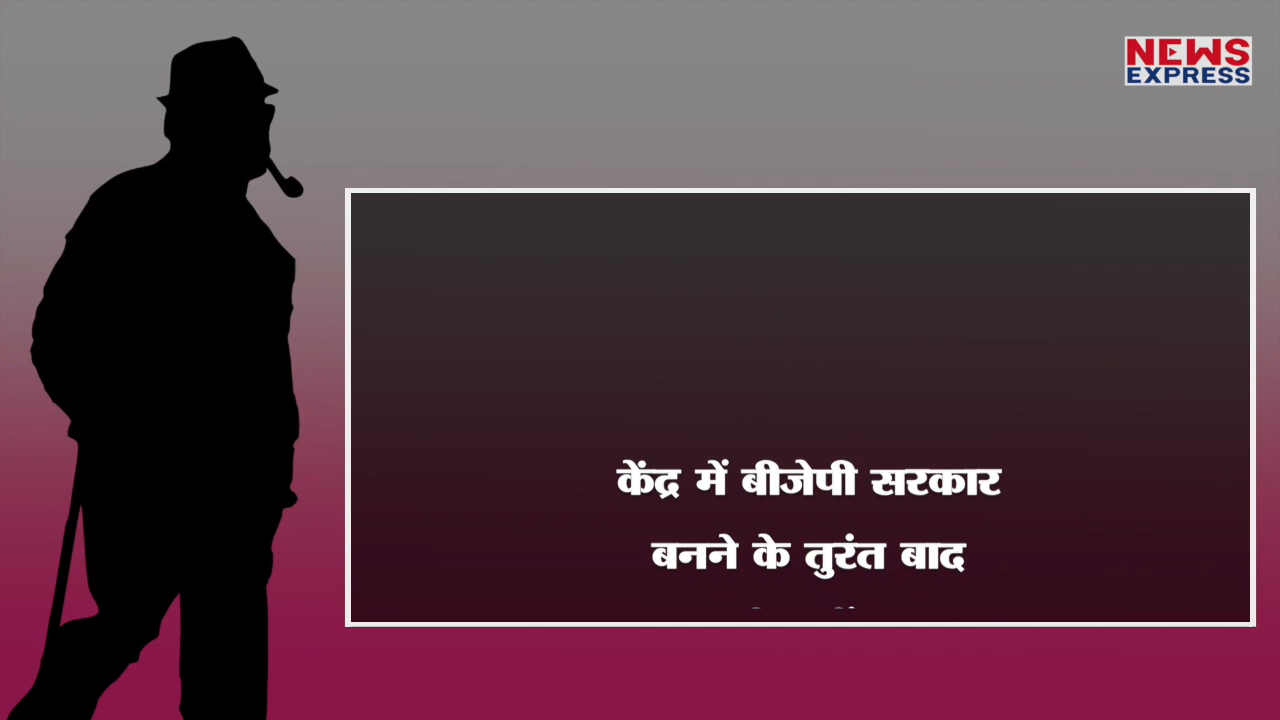 NEWS
EXPRESS
केंद्र में बीजेपी सरकार
बनने के तुरंत बाद